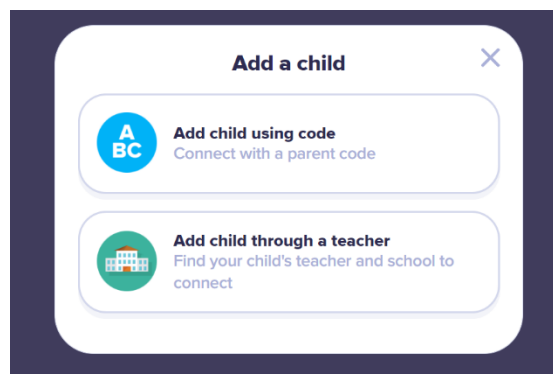 Add a child
A
BC
Add child using code
Connect with a parent code
Add child through a teacher
Find your child's teacher and school to
connect